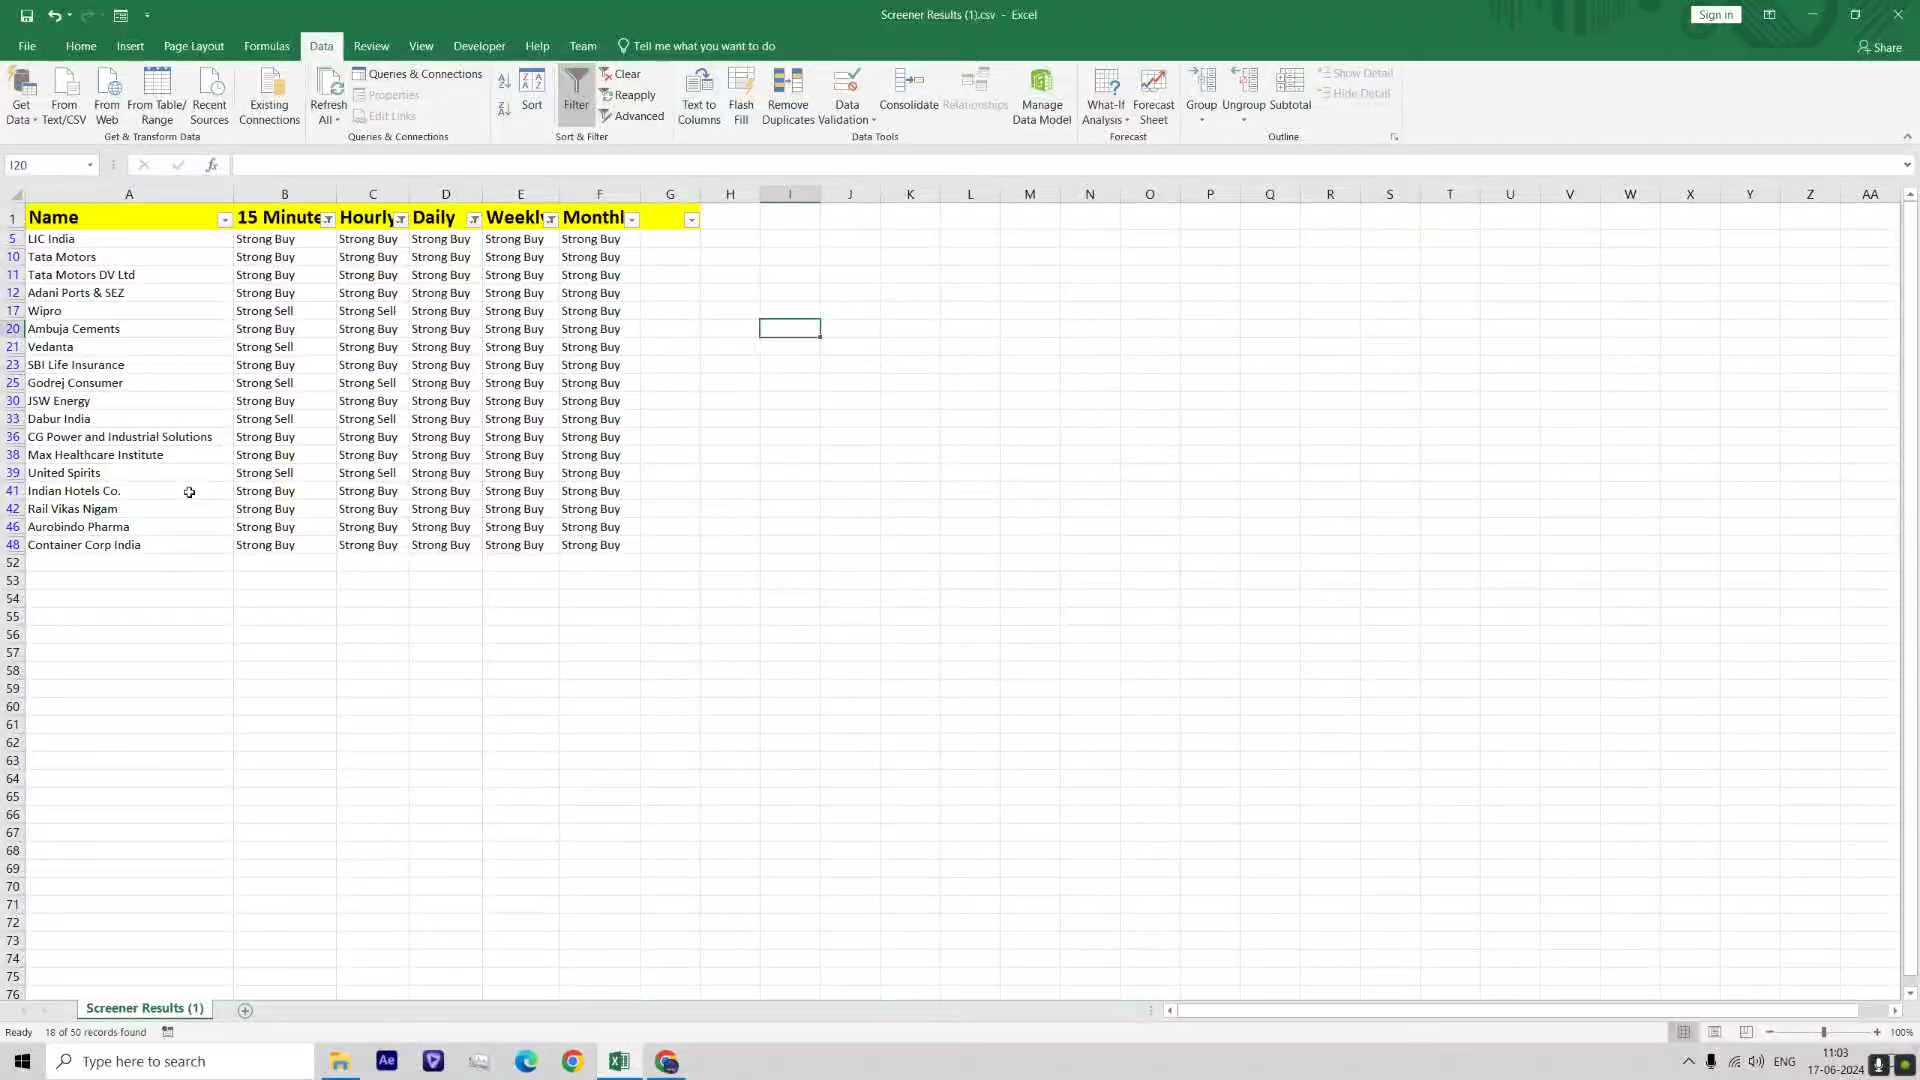 Screener Results (1).csv - Excel
Sign in
File Home Insert Page Layout Formulas Data Review View Developer Help Team Tell me what you want to do Share
Get Data From Text/CSV From Web From Table/ Range Recent Sources Existing Connections
Get & Transform Data
Refresh All Queries & Connections Properties Edit Links
Queries & Connections
Sort Filter Clear Reapply Advanced
Sort & Filter
Text to Columns Flash Fill Remove Duplicates Data Validation Consolidate Relationships Manage Data Model
Data Tools
What-If Analysis Forecast Sheet
Forecast
Group Ungroup Subtotal Show Detail Hide Detail
Outline
I20 fx
A B C D E F G H I J K L M N O P Q R S T U V W X Y Z AA
1 Name 15 Minute Hourly Daily Weekly Monthl
5 LIC India Strong Buy Strong Buy Strong Buy Strong Buy Strong Buy
10 Tata Motors Strong Buy Strong Buy Strong Buy Strong Buy Strong Buy
11 Tata Motors DV Ltd Strong Buy Strong Buy Strong Buy Strong Buy Strong Buy
12 Adani Ports & SEZ Strong Buy Strong Buy Strong Buy Strong Buy Strong Buy
17 Wipro Strong Sell Strong Sell Strong Buy Strong Buy Strong Buy
20 Ambuja Cements Strong Buy Strong Buy Strong Buy Strong Buy Strong Buy
21 Vedanta Strong Sell Strong Buy Strong Buy Strong Buy Strong Buy
23 SBI Life Insurance Strong Buy Strong Buy Strong Buy Strong Buy Strong Buy
25 Godrej Consumer Strong Sell Strong Sell Strong Buy Strong Buy Strong Buy
30 JSW Energy Strong Buy Strong Buy Strong Buy Strong Buy Strong Buy
33 Dabur India Strong Sell Strong Sell Strong Buy Strong Buy Strong Buy
36 CG Power and Industrial Solutions Strong Buy Strong Buy Strong Buy Strong Buy Strong Buy
38 Max Healthcare Institute Strong Buy Strong Buy Strong Buy Strong Buy Strong Buy
39 United Spirits Strong Sell Strong Sell Strong Buy Strong Buy Strong Buy
41 Indian Hotels Co. Strong Buy Strong Buy Strong Buy Strong Buy Strong Buy
42 Rail Vikas Nigam Strong Buy Strong Buy Strong Buy Strong Buy Strong Buy
46 Aurobindo Pharma Strong Buy Strong Buy Strong Buy Strong Buy Strong Buy
48 Container Corp India Strong Buy Strong Buy Strong Buy Strong Buy Strong Buy
52
53
54
55
56
57
58
59
60
61
62
63
64
65
66
67
68
69
70
71
72
73
74
75
76
Screener Results (1)
Ready 18 of 50 records found 100%
Type here to search Ae ENG 11:03
17-06-2024